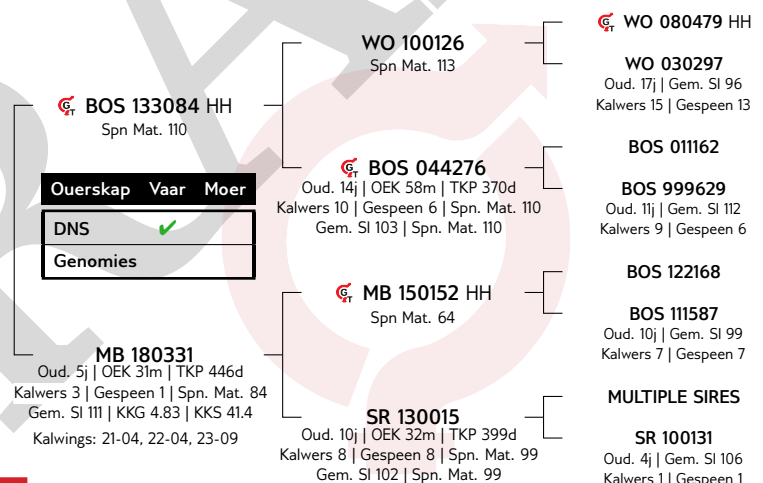 WO 080479 HH
WO 100126
Spn Mat. 113
WO 030297
Oud. 17j | Gem. SI 96
Kalwers 15 | Gespeen 13
BOS 133084 HH
Spn Mat. 110
BOS 011162
BOS 044276
Oud. 14j | OEK 58m | TKP 370d
Kalwers 10 | Gespeen 6 | Spn. Mat. 110
Gem. SI 103 | Spn. Mat. 110
BOS 999629
Oud. 11j | Gem. SI 112
Kalwers 9 | Gespeen 6
Ouerskap Vaar Moer
DNS ✔
Genomies
BOS 122168
MB 150152 HH
Spn Mat. 64
BOS 111587
Oud. 10j | Gem. SI 99
Kalwers 7 | Gespeen 7
MB 180331
Oud. 5j | OEK 31m | TKP 446d
Kalwers 3 | Gespeen 1 | Spn. Mat. 84
Gem. SI 111 | KKG 4.83 | KKS 41.4
Kalwings: 21-04, 22-04, 23-09
MULTIPLE SIRES
SR 130015
Oud. 10j | OEK 32m | TKP 399d
Kalwers 8 | Gespeen 8 | Spn. Mat. 99
Gem. SI 102 | Spn. Mat. 99
SR 100131
Oud. 4j | Gem. SI 106
Kalwers 1 | Gespeen 1